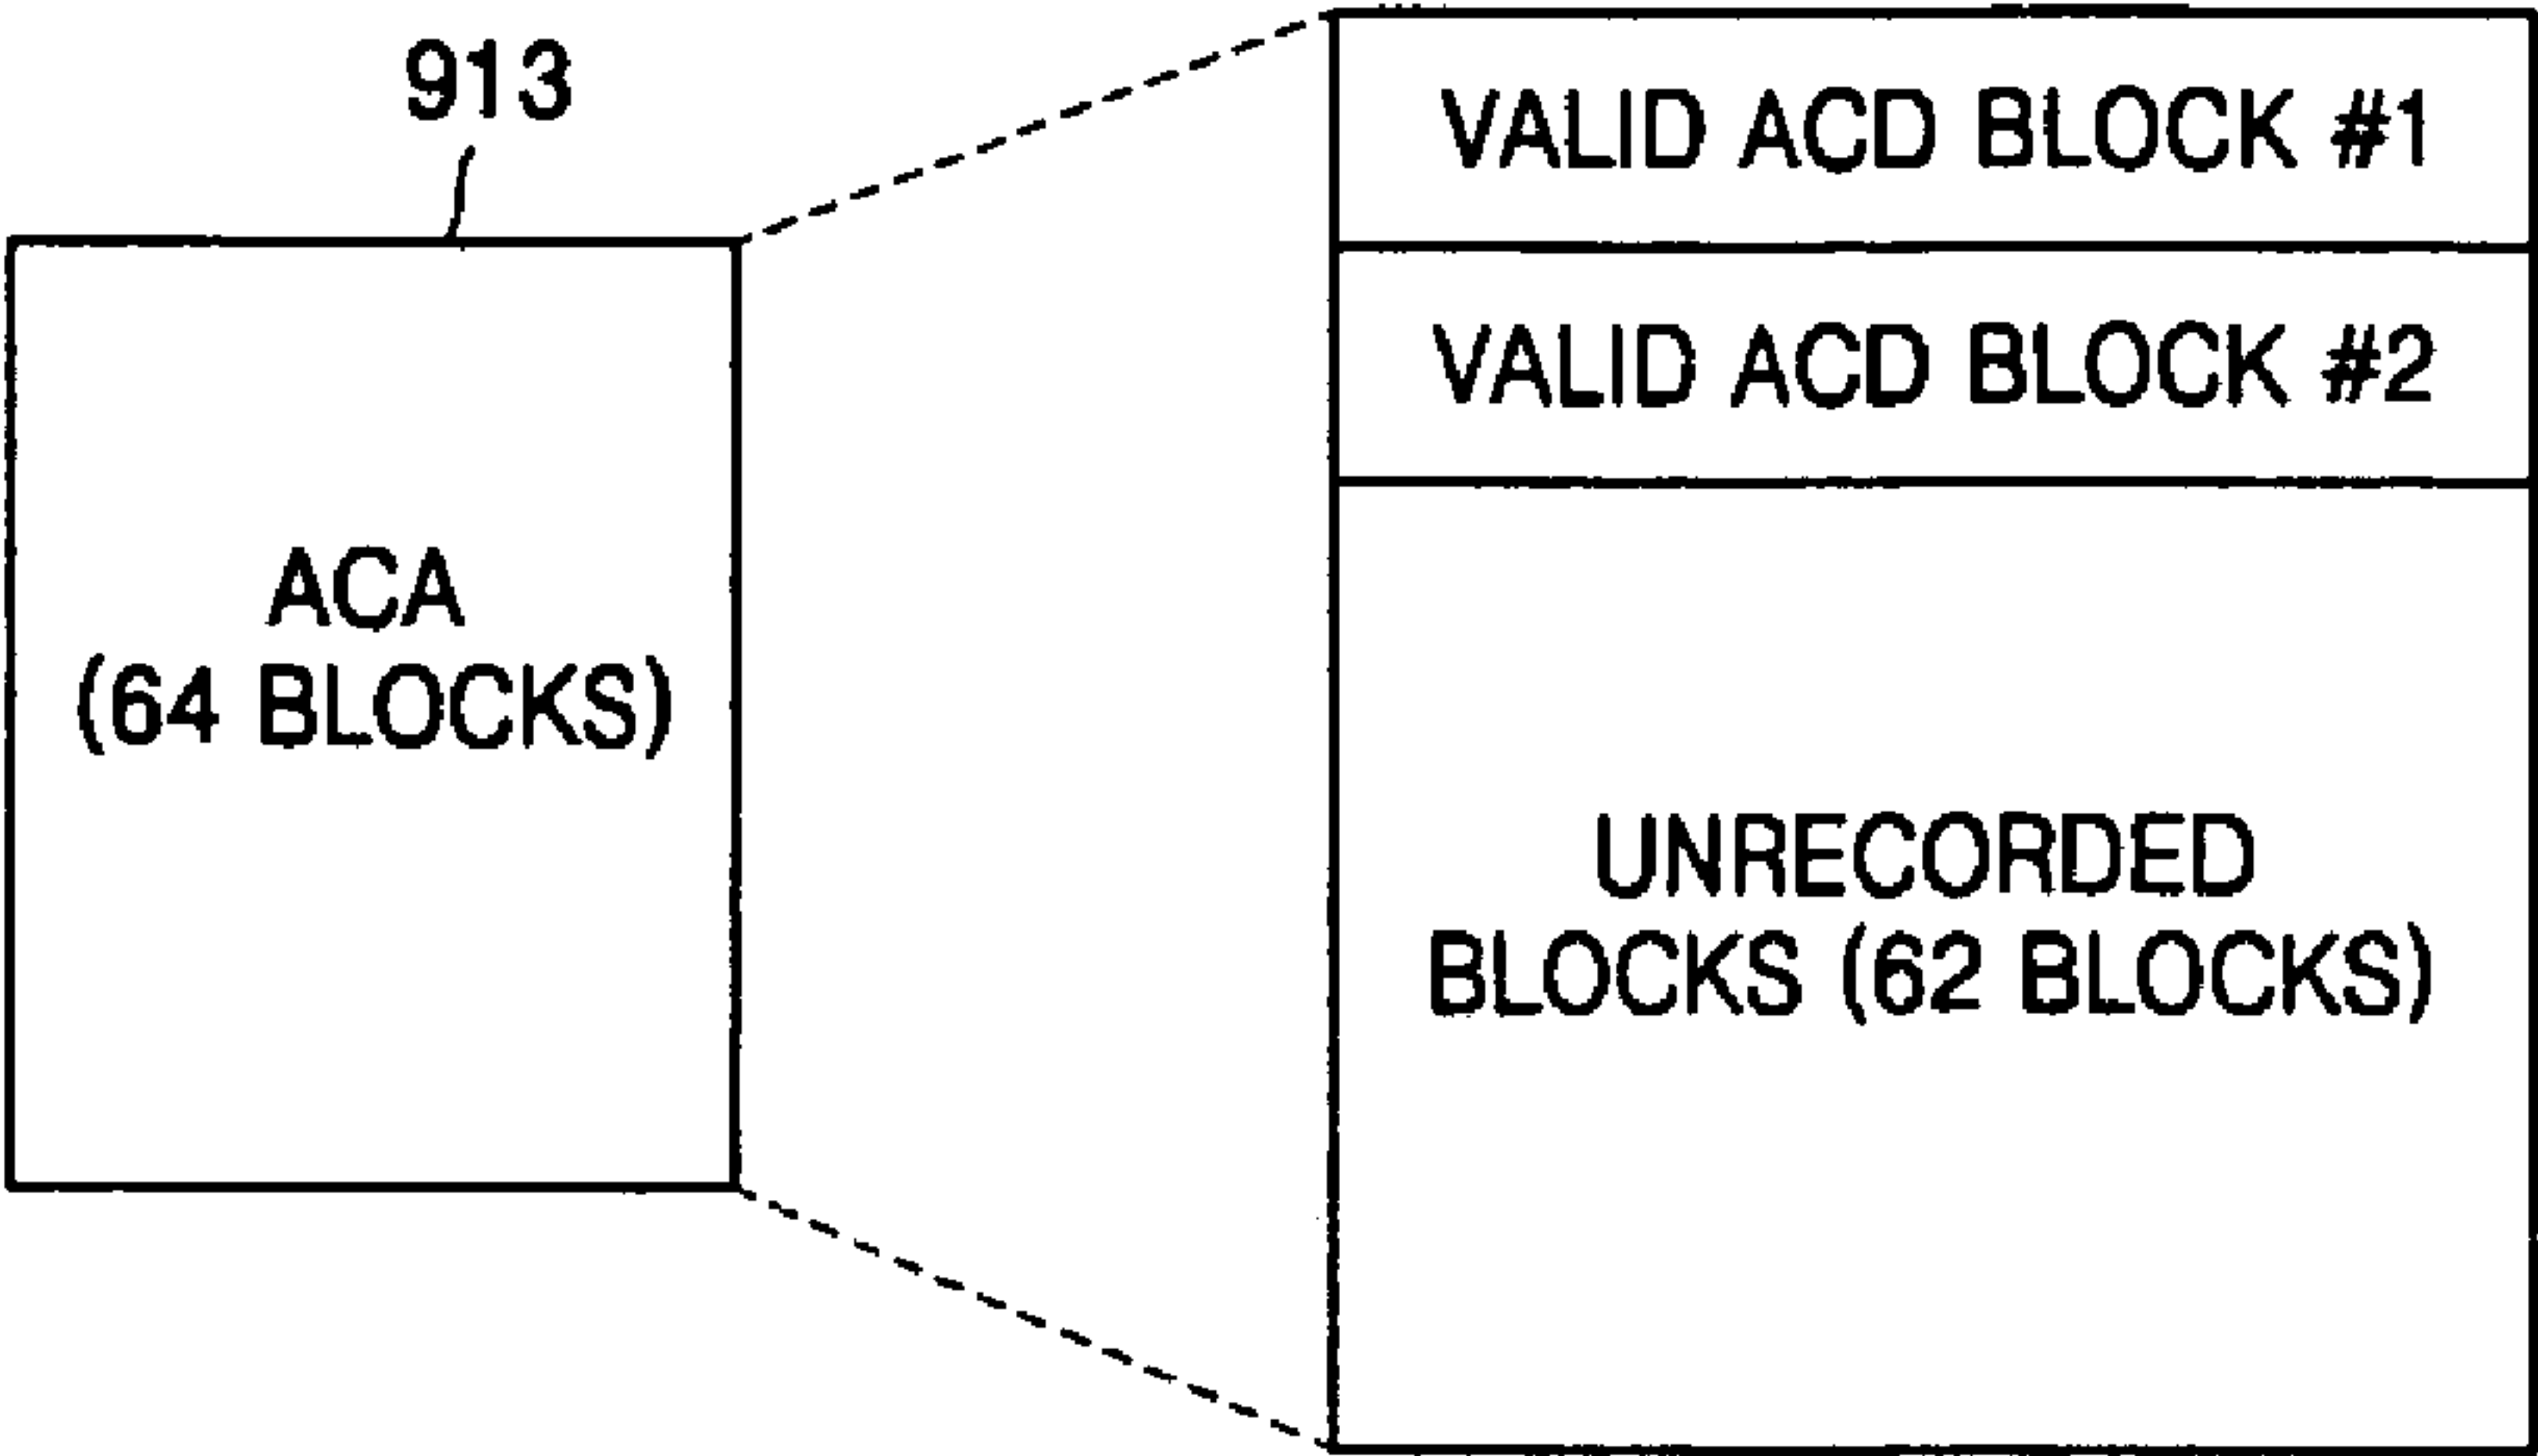 913
ACA
(64 BLOCKS)
VALID ACD BLOCK #1
VALID ACD BLOCK #2
UNRECORDED
BLOCKS (62 BLOCKS)